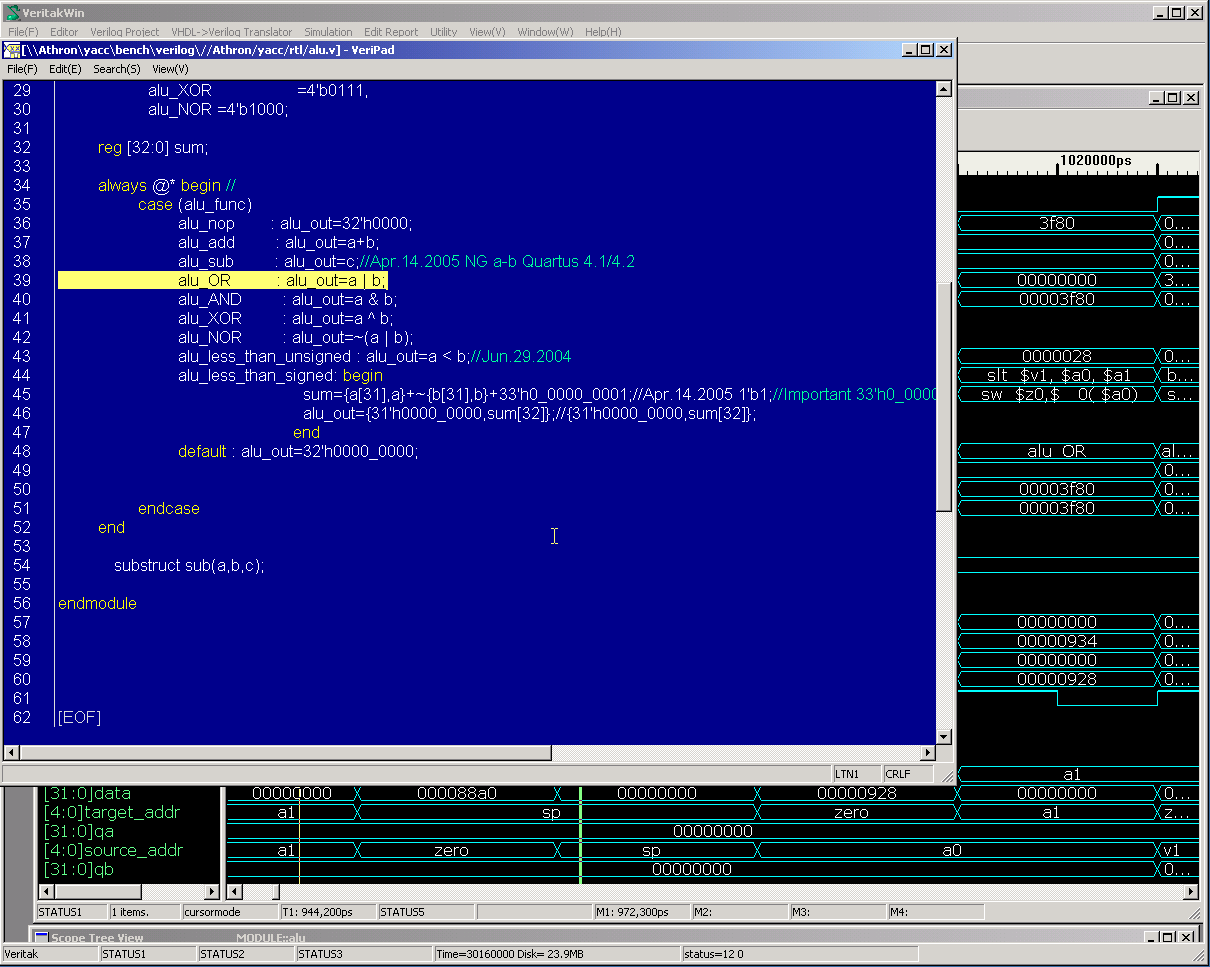 VeritakWin
File(F) Editor Verilog Project VHDL->Verilog Translator Simulation Edit Report Utility View(V) Window(W) Help(H)
[\\Athron\yacc\bench\verilog\//Athron/yacc/rtl/alu.v] - VeriPad
File(F) Edit(E) Search(S) View(V)
29 alu_XOR =4'b0111,
30 alu_NOR =4'b1000;
31
32 reg [32:0] sum;
33
34 always @* begin //
35 case (alu_func)
36 alu_nop : alu_out=32'h0000;
37 alu_add : alu_out=a+b;
38 alu_sub : alu_out=c;//Apr.14.2005 NG a-b Quartus 4.1/4.2
39 alu_OR : alu_out=a | b;
40 alu_AND : alu_out=a & b;
41 alu_XOR : alu_out=a ^ b;
42 alu_NOR : alu_out=~(a | b);
43 alu_less_than_unsigned : alu_out=a < b;//Jun.29.2004
44 alu_less_than_signed: begin
45 sum={a[31],a}+~{b[31],b}+33'h0_0000_0001;//Apr.14.2005 1'b1;//Important 33'h0_0000
46 alu_out={31'h0000_0000,sum[32]};//{31'h0000_0000,sum[32]};
47 end
48 default : alu_out=32'h0000_0000;
49
50
51 endcase
52 end
53
54 substruct sub(a,b,c);
55
56 endmodule
57
58
59
60
61
62 [EOF]
LTN1 CRLF
1020000ps
3f80 0...
0...
0...
00000000 3...
00003f80 0...
0000028 0...
slt $v1, $a0, $a1 b...
sw $z0,$ 0( $a0) s...
alu OR al...
0...
00003f80 0...
00003f80 0...
00000000 0...
00000934 0...
00000000 0...
00000928 0...
a1
[31:0]data 00000000 000088a0 00000000 00000928 00000000 0...
[4:0]target_addr a1 sp zero a1 z...
[31:0]qa 00000000
[4:0]source_addr a1 zero sp a0 v1
[31:0]qb 00000000 0...
STATUS1 1 items. cursormode T1: 944,200ps STATUS5 M1: 972,300ps M2: M3: M4:
Scope Tree View MODULE::alu
Veritak STATUS1 STATUS2 STATUS3 Time=30160000 Disk= 23.9MB status=12 0